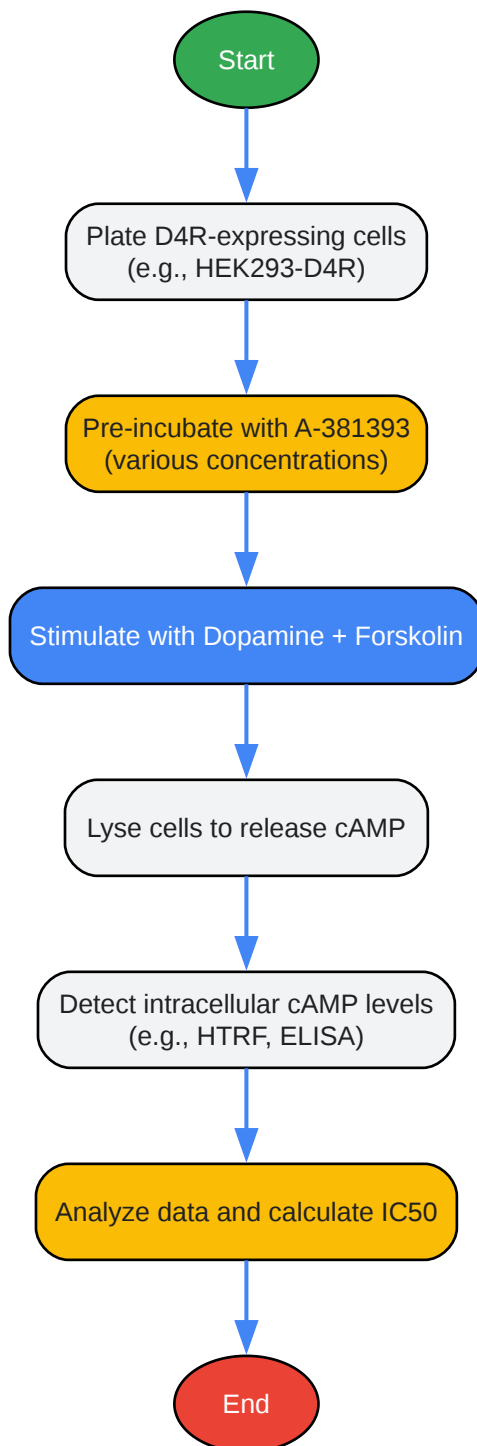 Start
Plate D4R-expressing cells
(e.g., HEK293-D4R)
Pre-incubate with A-381393
(various concentrations)
Stimulate with Dopamine + Forskolin
Lyse cells to release cAMP
Detect intracellular cAMP levels
(e.g., HTRF, ELISA)
Analyze data and calculate IC50
End